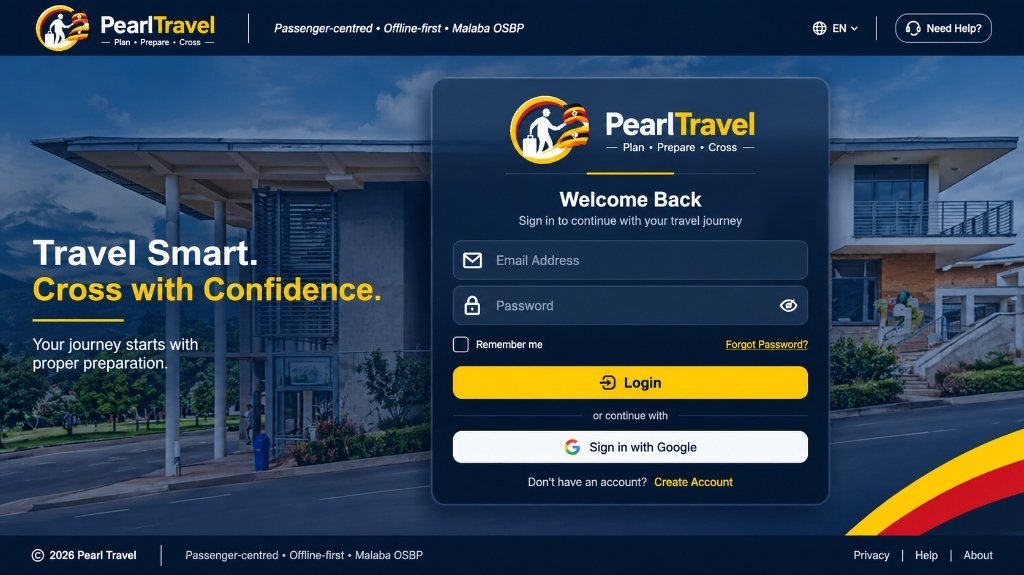 PearlTravel
— Plan • Prepare • Cross —
Passenger-centred • Offline-first • Malaba OSBP
EN
Need Help?
PearlTravel
— Plan • Prepare • Cross —
Welcome Back
Sign in to continue with your travel journey
Email Address
Password
Remember me
Forgot Password?
Login
or continue with
Sign in with Google
Don't have an account? Create Account
Travel Smart.
Cross with Confidence.
Your journey starts with
proper preparation.
© 2026 Pearl Travel
Passenger-centred • Offline-first • Malaba OSBP
Privacy | Help | About